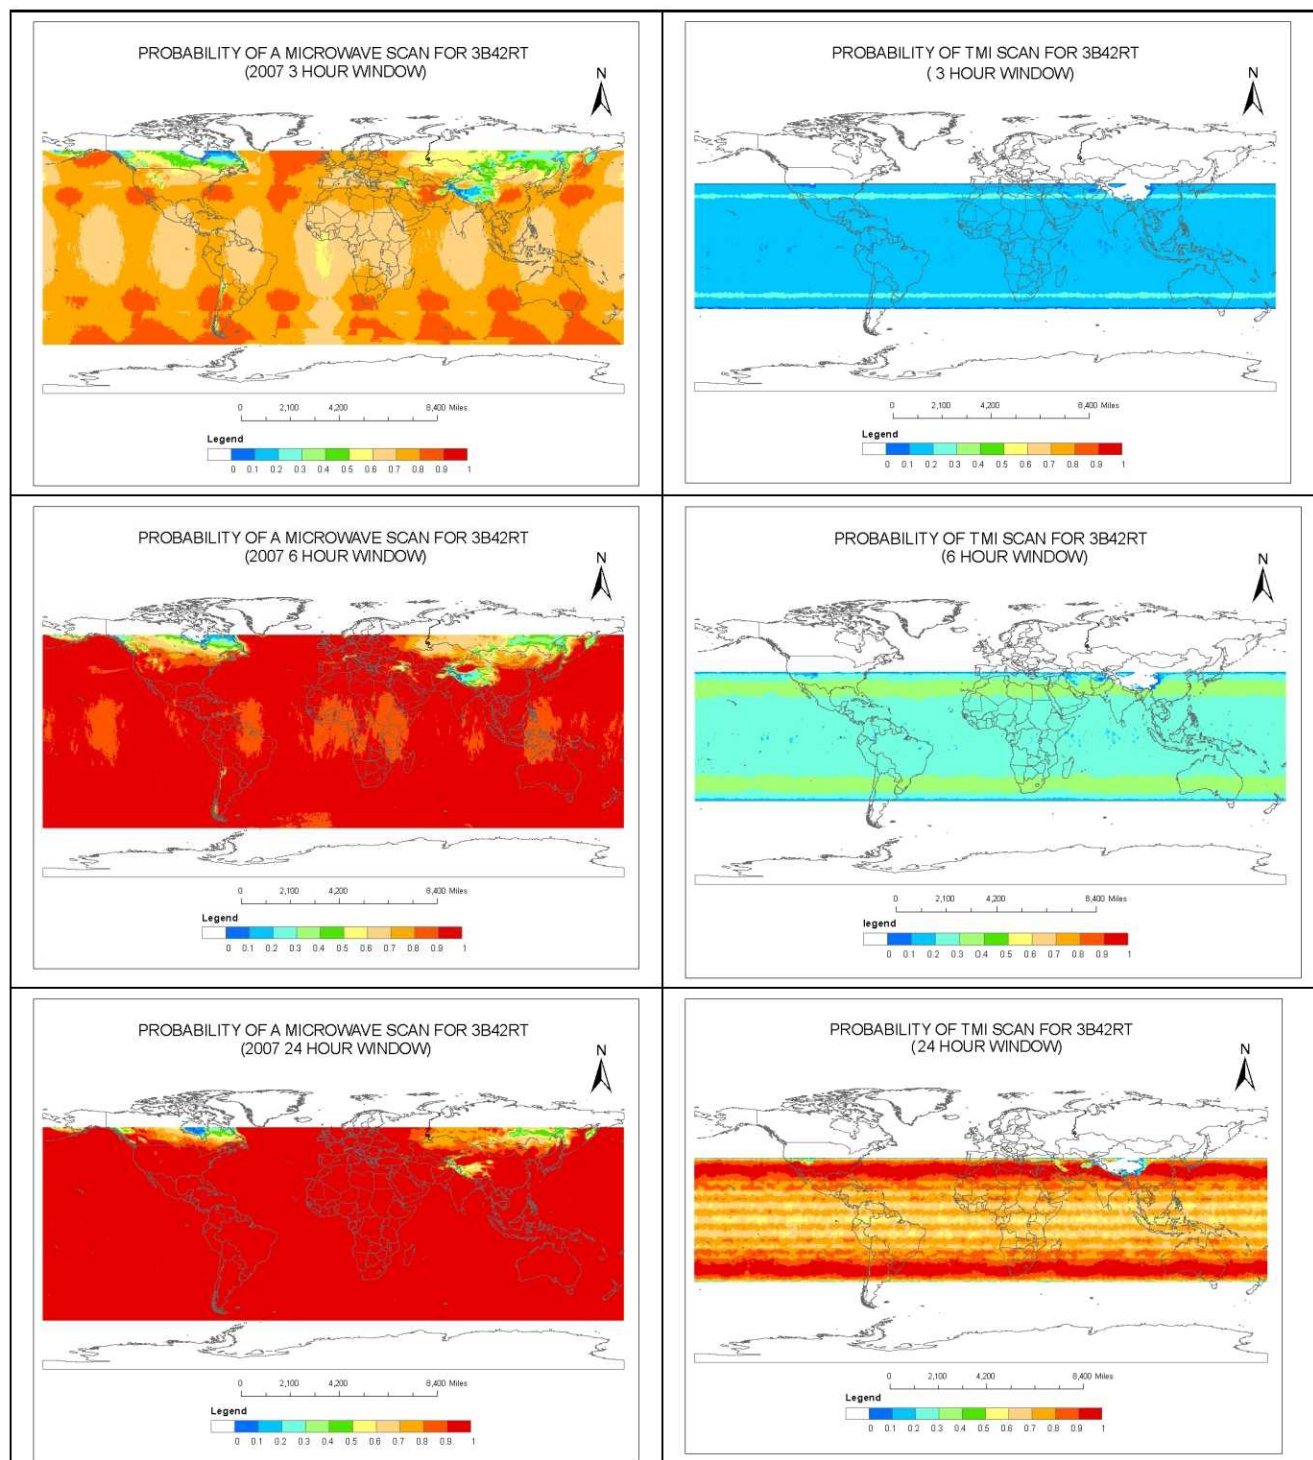 PROBABILITY OF A MICROWAVE SCAN FOR 3B42RT
(2007 3 HOUR WINDOW)
N
0 2,100 4,200 8,400 Miles
Legend
0 0.1 0.2 0.3 0.4 0.5 0.6 0.7 0.8 0.9 1
PROBABILITY OF TMI SCAN FOR 3B42RT
( 3 HOUR WINDOW)
N
0 2,100 4,200 8,400 Miles
Legend
0 0.1 0.2 0.3 0.4 0.5 0.6 0.7 0.8 0.9 1
PROBABILITY OF A MICROWAVE SCAN FOR 3B42RT
(2007 6 HOUR WINDOW)
N
0 2,100 4,200 8,400 Miles
Legend
0 0.1 0.2 0.3 0.4 0.5 0.6 0.7 0.8 0.9 1
PROBABILITY OF TMI SCAN FOR 3B42RT
(6 HOUR WINDOW)
N
0 2,100 4,200 8,400 Miles
legend
0 0.1 0.2 0.3 0.4 0.5 0.6 0.7 0.8 0.9 1
PROBABILITY OF A MICROWAVE SCAN FOR 3B42RT
(2007 24 HOUR WINDOW)
N
0 2,100 4,200 8,400 Miles
Legend
0 0.1 0.2 0.3 0.4 0.5 0.6 0.7 0.8 0.9 1
PROBABILITY OF TMI SCAN FOR 3B42RT
(24 HOUR WINDOW)
N
0 2,100 4,200 8,400 Miles
Legend
0 0.1 0.2 0.3 0.4 0.5 0.6 0.7 0.8 0.9 1